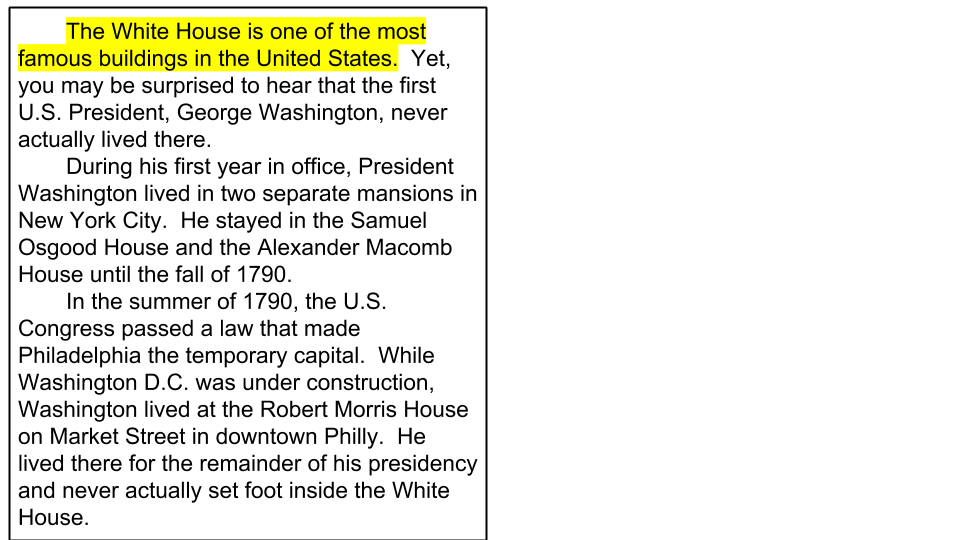 The White House is one of the most
famous buildings in the United States.  Yet,
you may be surprised to hear that the first
U.S. President, George Washington, never
actually lived there.
During his first year in office, President
Washington lived in two separate mansions in
New York City.  He stayed in the Samuel
Osgood House and the Alexander Macomb
House until the fall of 1790.
In the summer of 1790, the U.S.
Congress passed a law that made
Philadelphia the temporary capital.  While
Washington D.C. was under construction,
Washington lived at the Robert Morris House
on Market Street in downtown Philly.  He
lived there for the remainder of his presidency
and never actually set foot inside the White
House.